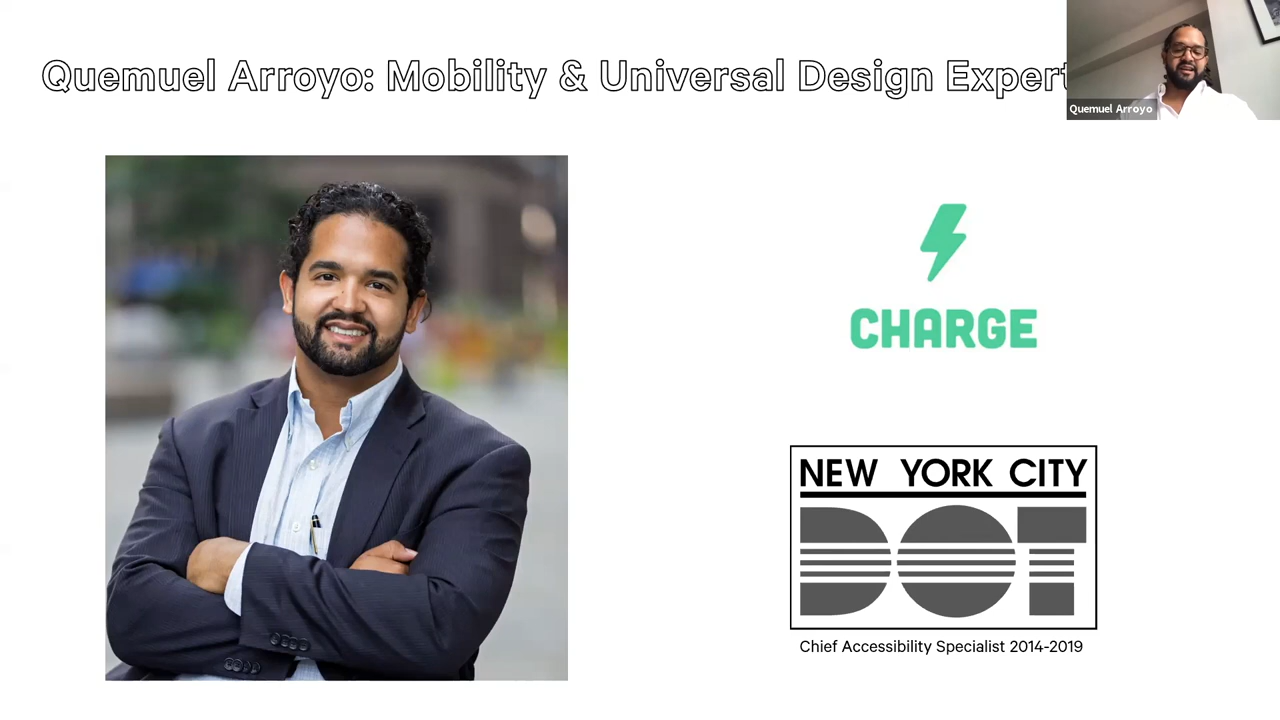 Quemuel Arroyo: Mobility & Universal Design Expert
Quemuel Arroyo
CHARGE
NEW YORK CITY
DOT
Chief Accessibility Specialist 2014-2019